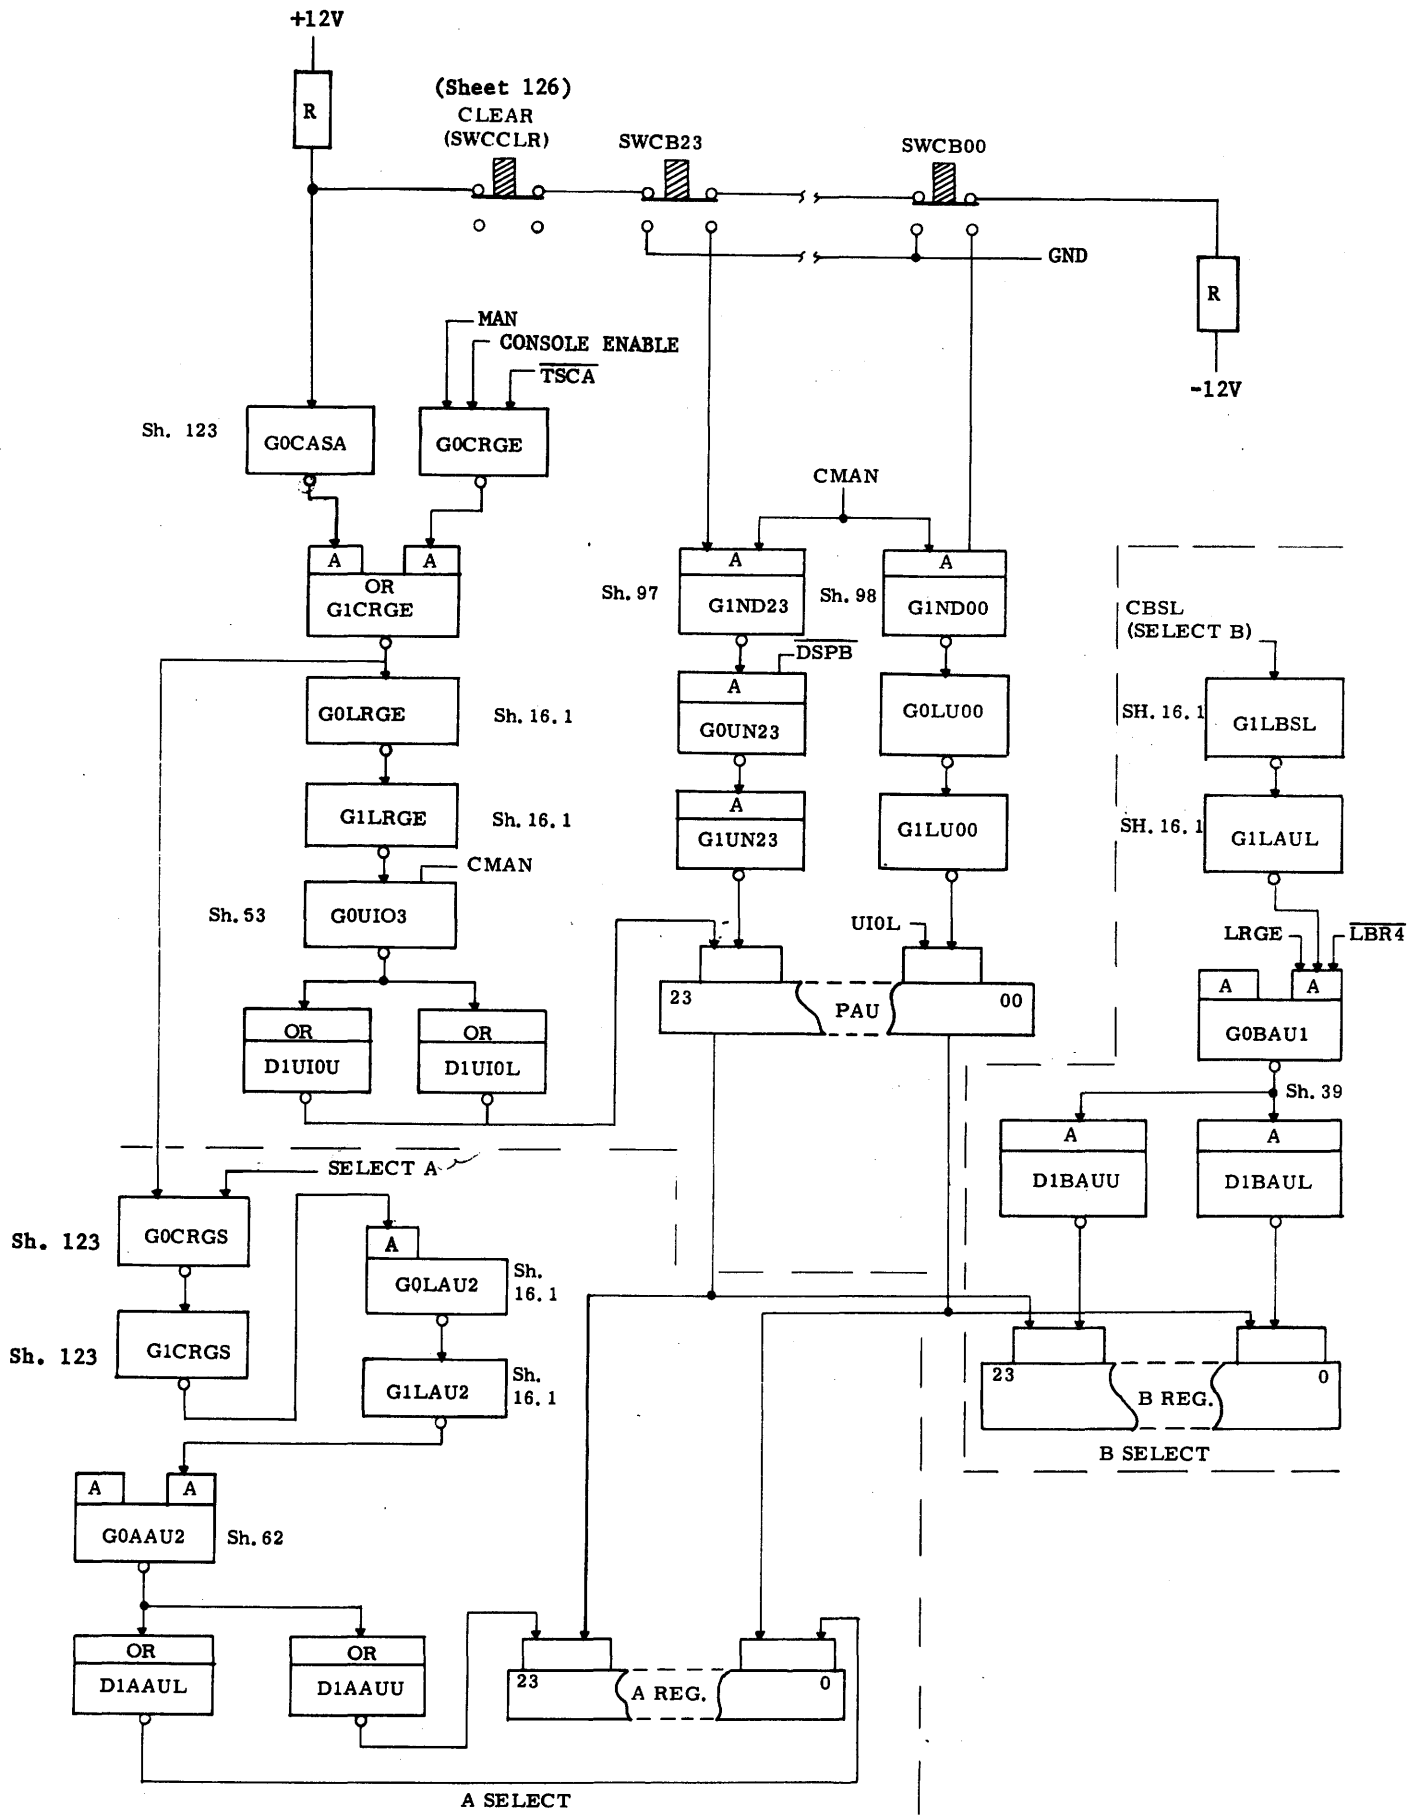 +12V
R
(Sheet 126)
CLEAR
(SWCCLR)
SWCB23
SWCB00
GND
R
-12V
MAN
CONSOLE ENABLE
TSCA
Sh. 123
G0CASA
G0CRGE
CMAN
A
A
OR
G1CRGE
Sh. 97
A
G1ND23
Sh. 98
A
G1ND00
CBSL
(SELECT B)
DSPB
G0LRGE
Sh. 16.1
A
G0UN23
G0LU00
SH. 16.1
G1LBSL
G1LRGE
Sh. 16.1
A
G1UN23
G1LU00
SH. 16.1
G1LAUL
CMAN
Sh. 53
G0UIO3
UI0L
LRGE
LBR4
A
A
G0BAU1
23
PAU
00
OR
D1UI0U
OR
D1UI0L
Sh. 39
A
D1BAUU
A
D1BAUL
SELECT A
Sh. 123
G0CRGS
A
G0LAU2
Sh.
16.1
Sh. 123
G1CRGS
G1LAU2
Sh.
16.1
23
B REG.
0
B SELECT
A
A
G0AAU2
Sh. 62
OR
D1AAUL
OR
D1AAUU
23
A REG.
0
A SELECT